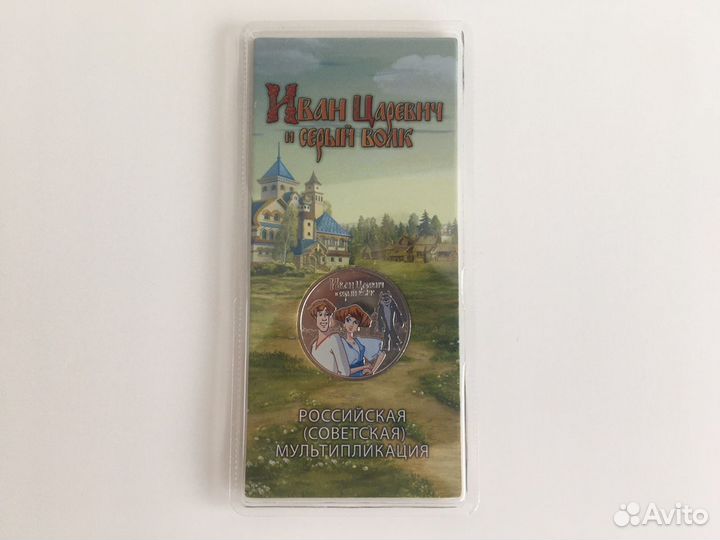 Иван Царевич
и серый волк
Иван Царевич
и серый волк
РОССИЙСКАЯ
(СОВЕТСКАЯ)
МУЛЬТИПЛИКАЦИЯ
Avito